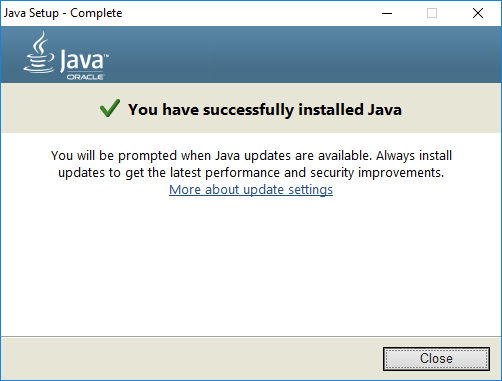 Java Setup - Complete
Java™
ORACLE
You have successfully installed Java
You will be prompted when Java updates are available. Always install
updates to get the latest performance and security improvements.
More about update settings
Close